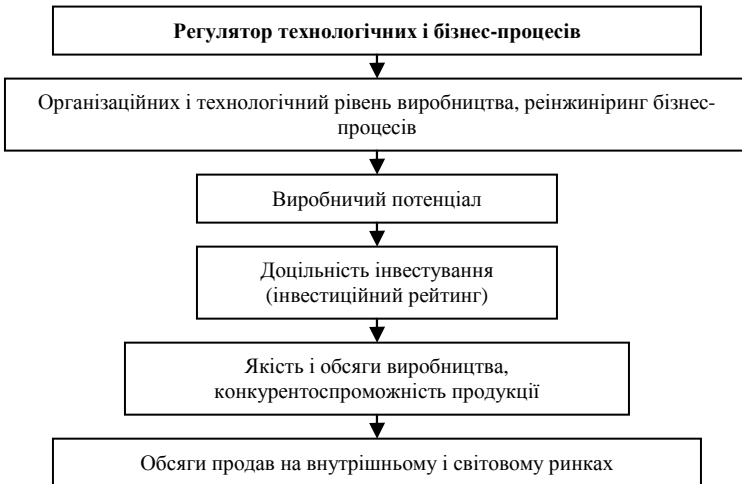 Регулятор технологічних і бізнес-процесів
Організаційних і технологічний рівень виробництва, реінжиніринг бізнес-
процесів
Виробничий потенціал
Доцільність інвестування
(інвестиційний рейтинг)
Якість і обсяги виробництва,
конкурентоспроможність продукції
Обсяги продав на внутрішньому і світовому ринках